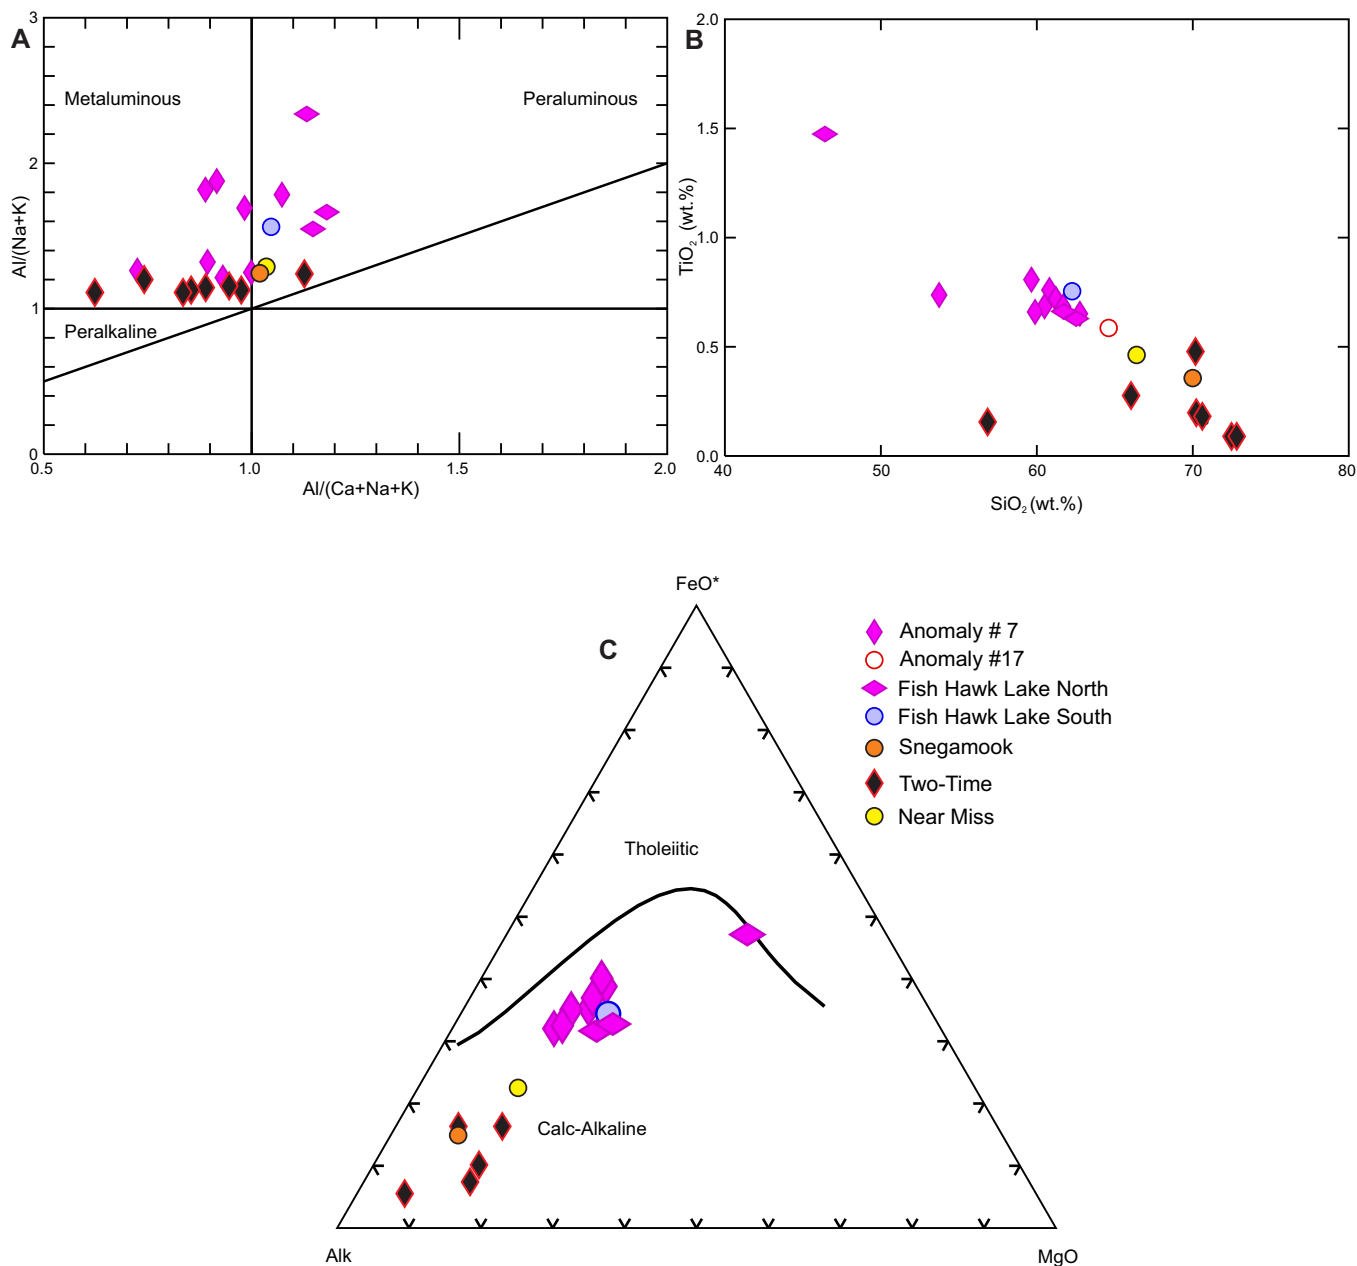 A
3
2
1
0
Al/(Na+K)
Metaluminous
Peraluminous
Peralkaline
0.5
1.0
1.5
2.0
Al/(Ca+Na+K)
B
2.0
1.5
1.0
0.5
0.0
TiO₂ (wt.%)
40
50
60
70
80
SiO₂ (wt.%)
C
FeO*
Tholeiitic
Calc-Alkaline
Alk
MgO
Anomaly # 7
Anomaly #17
Fish Hawk Lake North
Fish Hawk Lake South
Snegamook
Two-Time
Near Miss